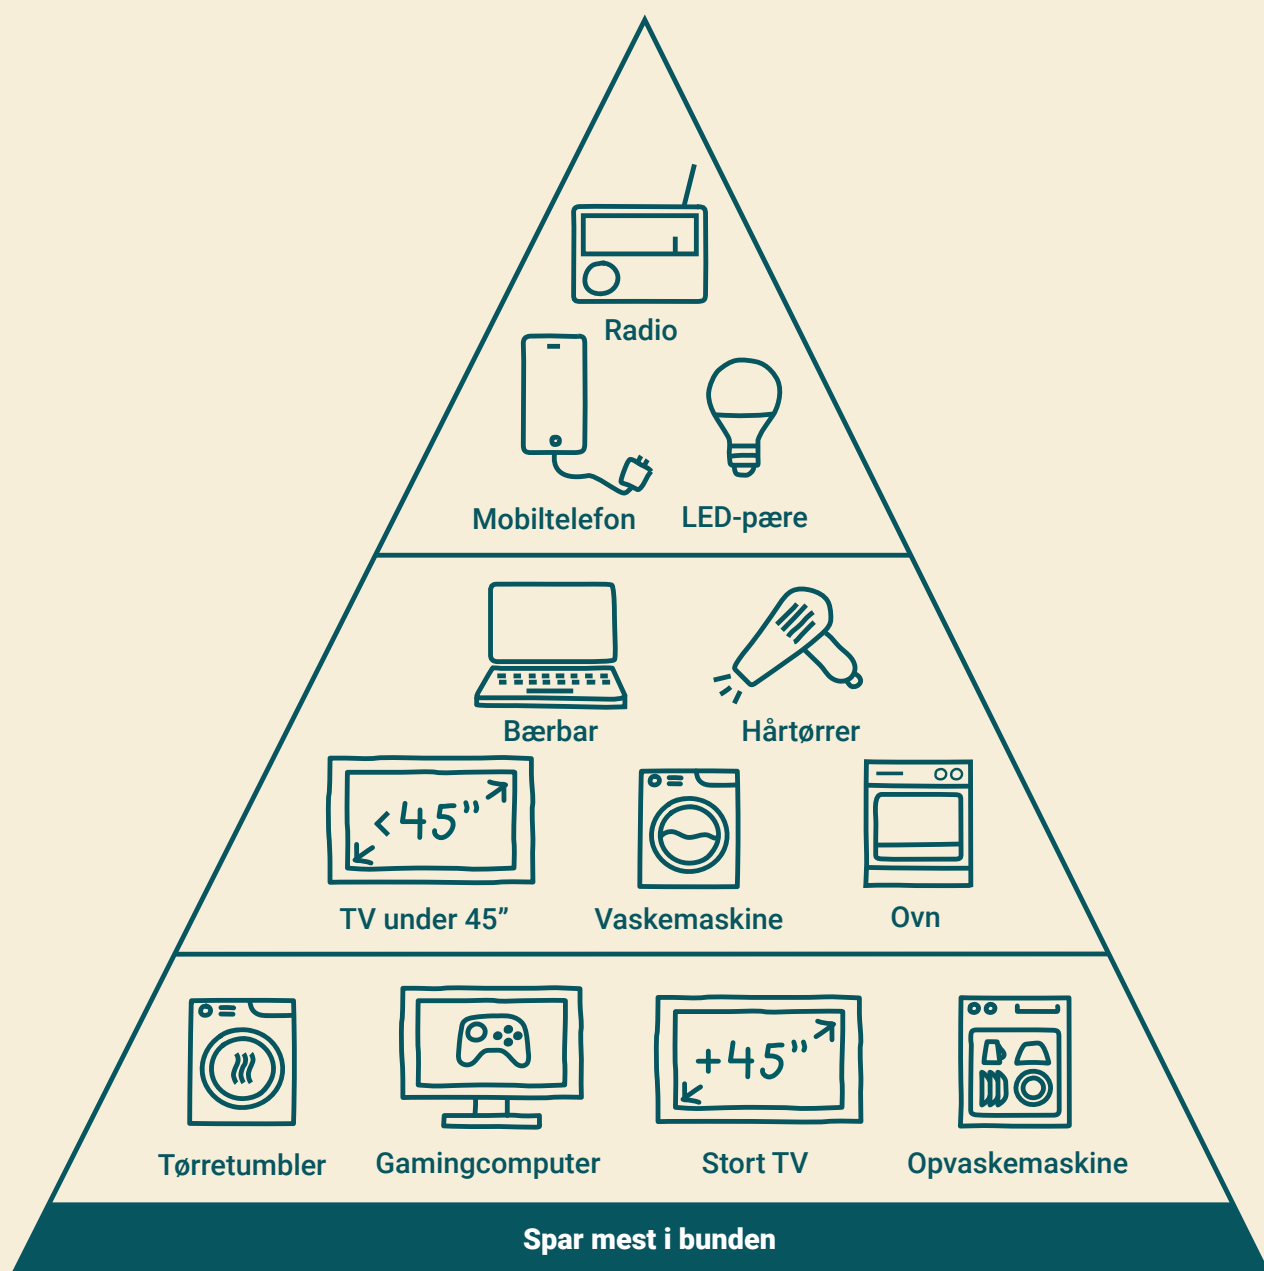 Radio
Mobiltelefon
LED-pære
Bærbar
Hårtørrer
<45”
TV under 45”
Vaskemaskine
Ovn
+45”
Tørretumbler
Gamingcomputer
Stort TV
Opvaskemaskine
Spar mest i bunden